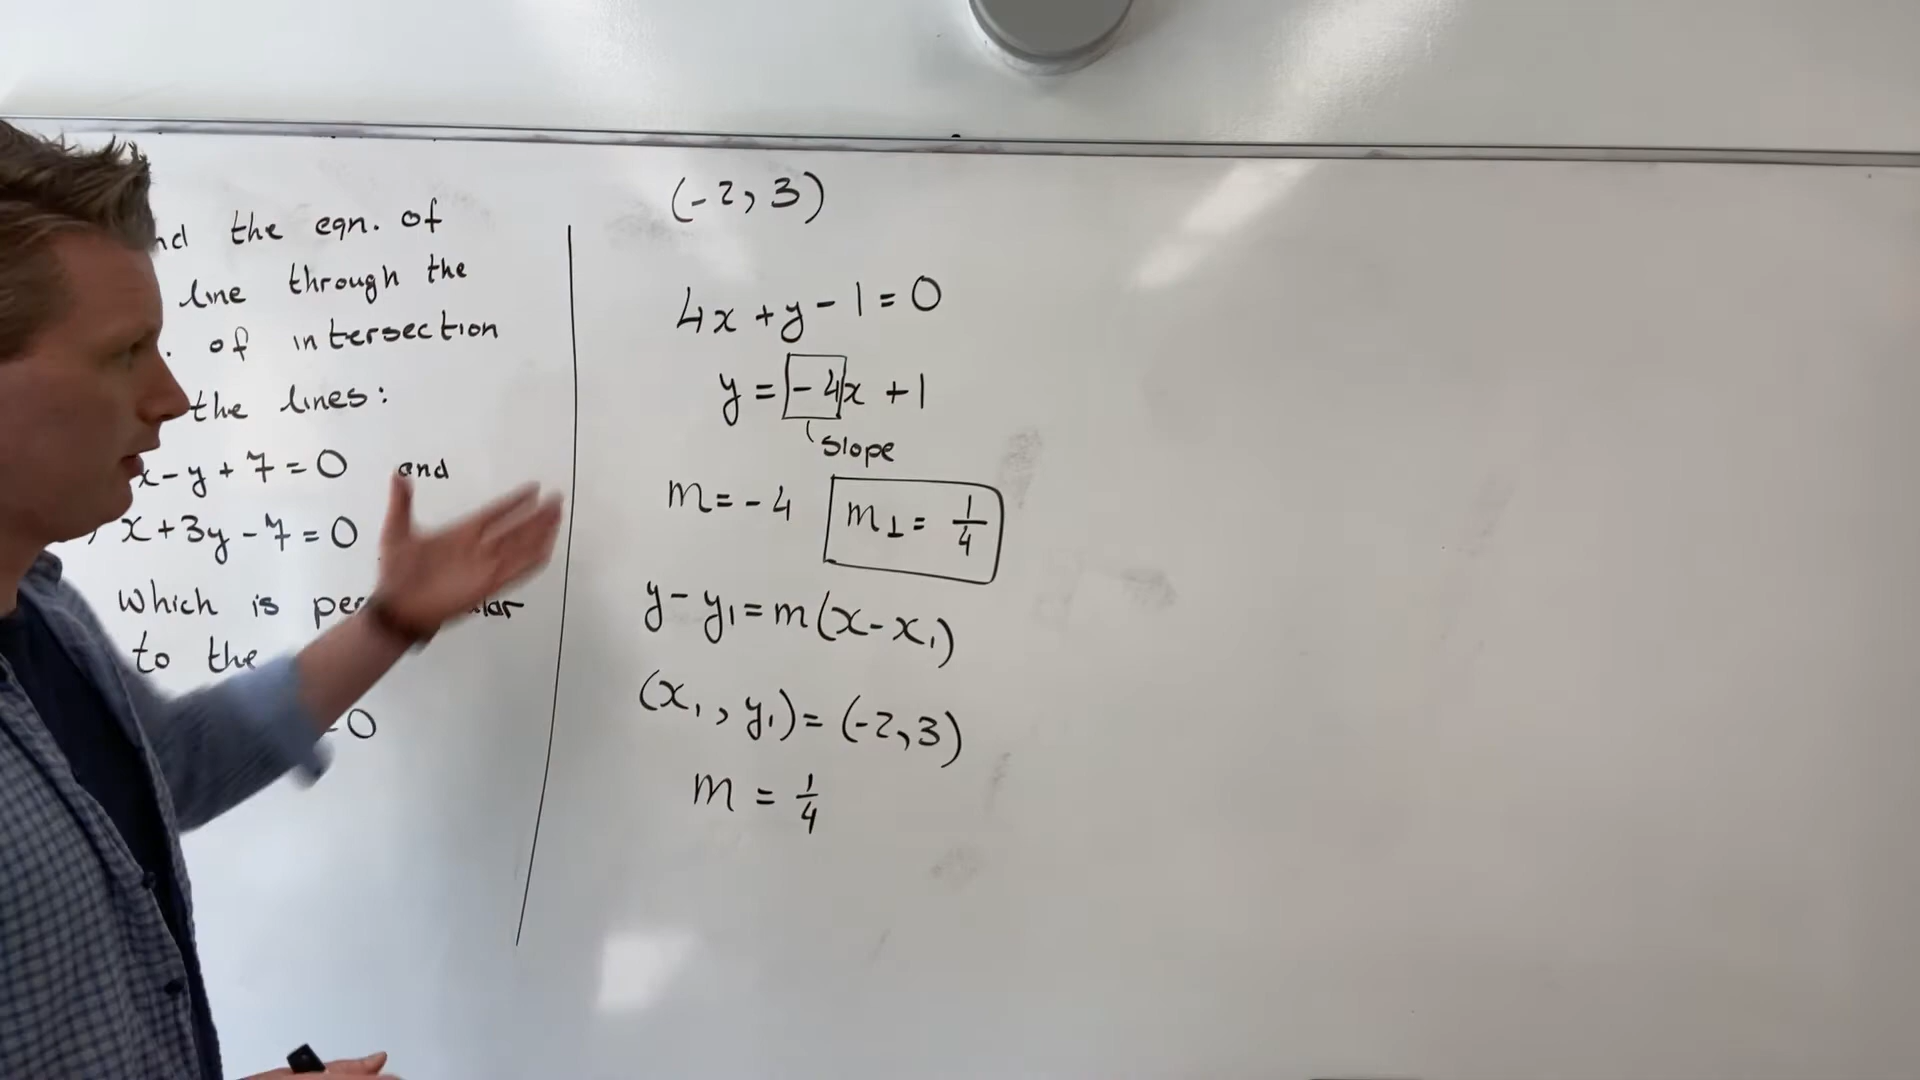 the eqn. of
line through the
of intersection
the lines:
x-y+7=0 and
x+3y-7=0
Which is
to the
=0
(-2,3)
4x+y-1=0
y=-4x+1
slope
m=-4 m⊥=1/4
y-y₁=m(x-x₁)
(x₁,y₁)=(-2,3)
m=1/4